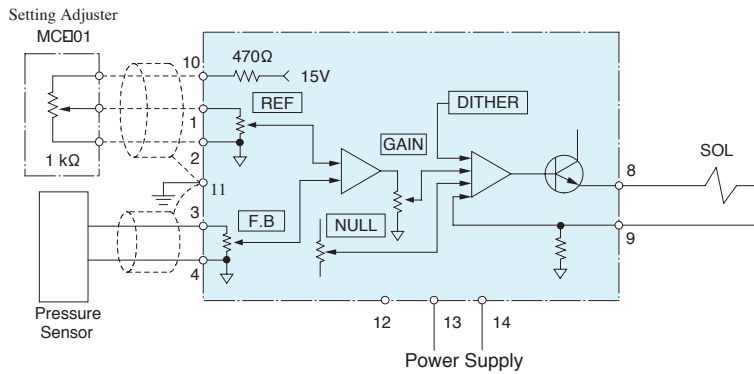 Setting Adjuster
MC□01
1 kΩ
10
1
2
11
3
4
470Ω
15V
REF
F.B
GAIN
NULL
DITHER
8
9
SOL
Pressure
Sensor
12
13
14
Power Supply